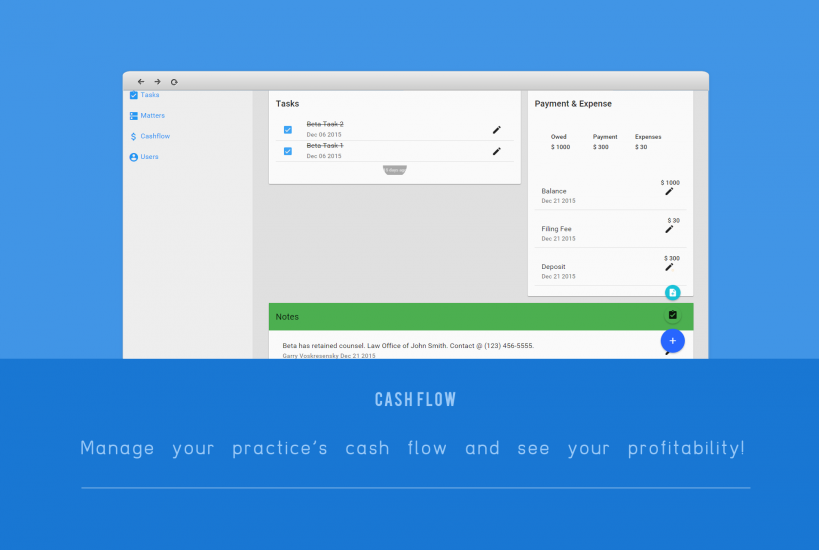 Tasks
Matters
Cashflow
Users
Tasks
Beta Task 2
Dec 06 2015
Beta Task 1
Dec 06 2015
Payment & Expense
Owed Payment Expenses
$ 1000 $ 300 $ 30
$ 1000
Balance
Dec 21 2015
$ 30
Filing Fee
Dec 21 2015
$ 300
Deposit
Dec 21 2015
Notes
Beta has retained counsel. Law Office of John Smith. Contact @ (123) 456-5555.
Garry Voskresensky Dec 21 2015
CASH FLOW
Manage your practice's cash flow and see your profitability!